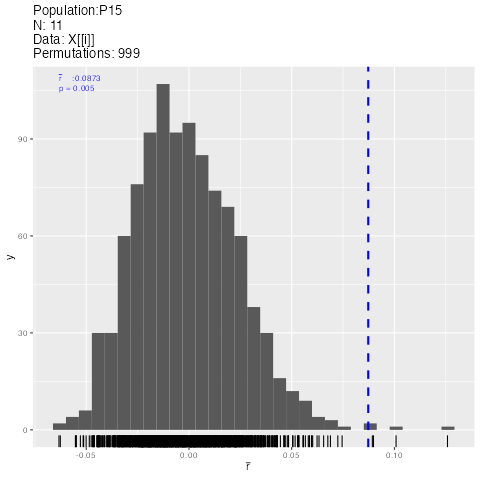 Population:P15
N: 11
Data: X[[i]]
Permutations: 999
r̅ :0.0873
p = 0.005
90
60
30
0
y
-0.05 0.00 0.05 0.10
r̅